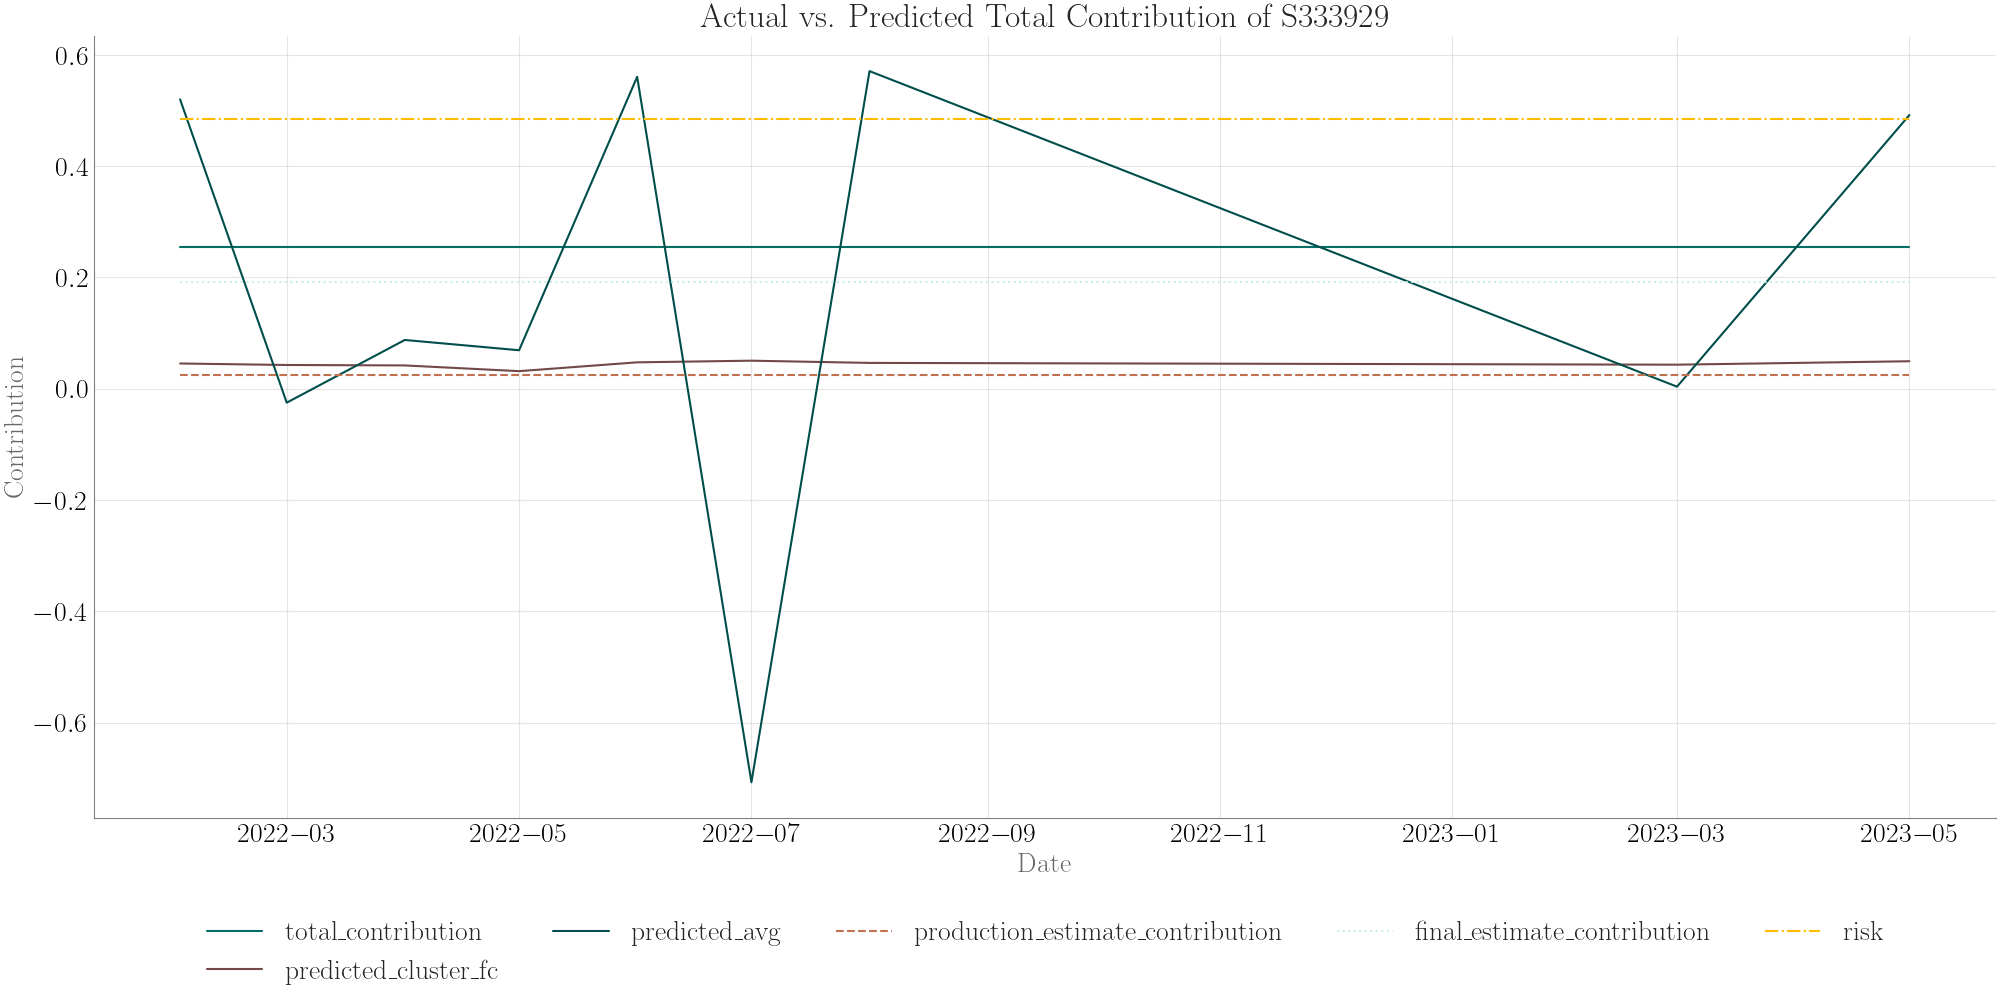 Actual vs. Predicted Total Contribution of S333929
Contribution
0.6
0.4
0.2
0.0
−0.2
−0.4
−0.6
2022−03 2022−05 2022−07 2022−09 2022−11 2023−01 2023−03 2023−05
Date
total_contribution predicted_avg production_estimate_contribution final_estimate_contribution risk
predicted_cluster_fc